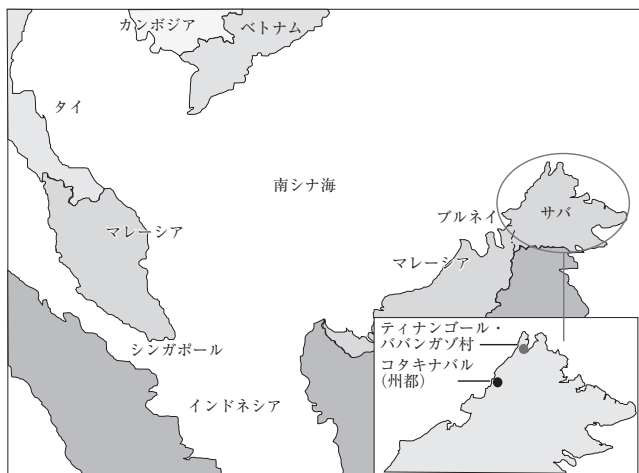 カンボジア
ベトナム
タイ
南シナ海
マレーシア
ブルネイ
サバ
マレーシア
シンガポール
インドネシア
ティナンゴール・
ババンガゾ村
コタキナバル
(州都)